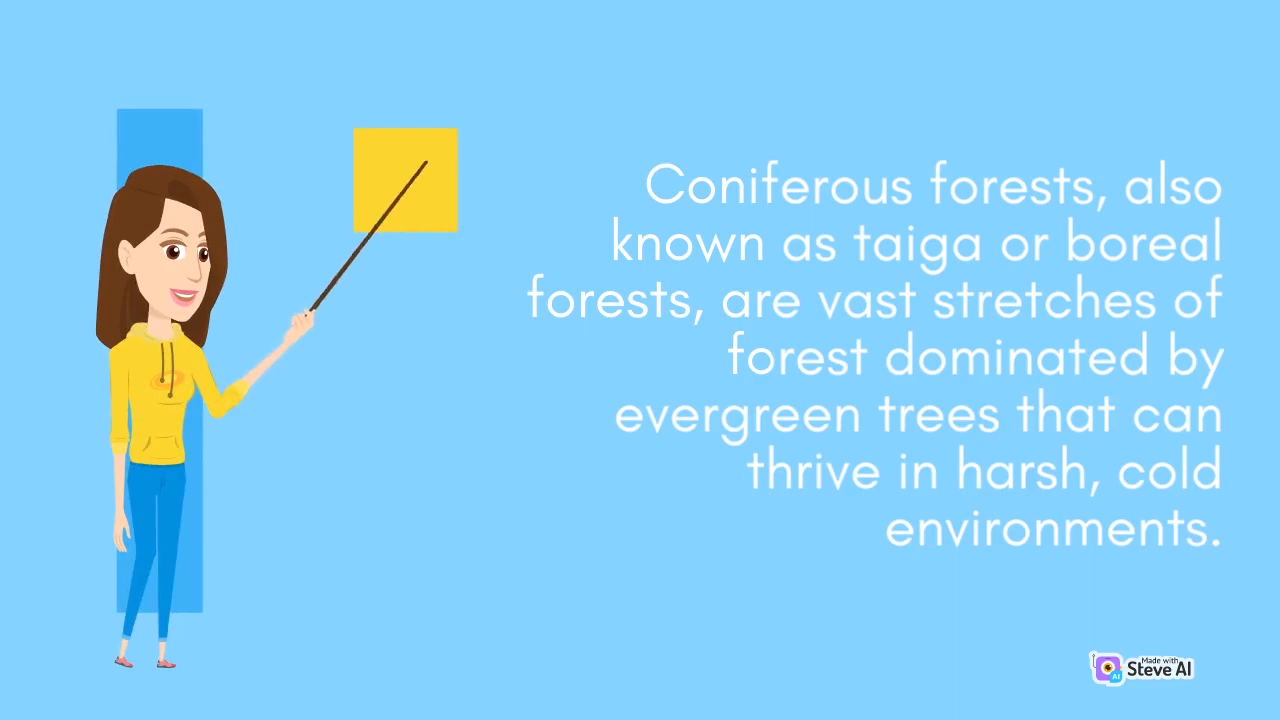 Coniferous forests, also
known as taiga or boreal
forests, are vast stretches of
forest dominated by
evergreen trees that can
thrive in harsh, cold
environments.
Made with
Steve AI
AI